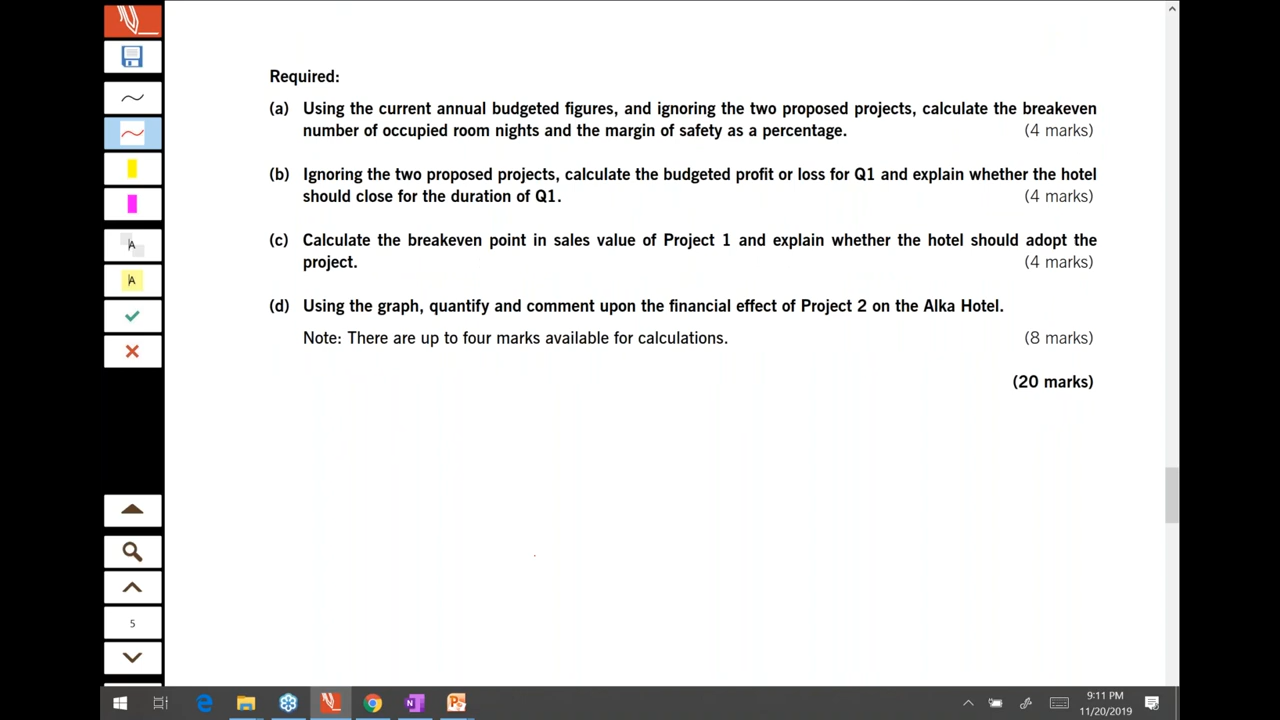 Required:
(a) Using the current annual budgeted figures, and ignoring the two proposed projects, calculate the breakeven
number of occupied room nights and the margin of safety as a percentage. (4 marks)
(b) Ignoring the two proposed projects, calculate the budgeted profit or loss for Q1 and explain whether the hotel
should close for the duration of Q1. (4 marks)
(c) Calculate the breakeven point in sales value of Project 1 and explain whether the hotel should adopt the
project. (4 marks)
(d) Using the graph, quantify and comment upon the financial effect of Project 2 on the Alka Hotel.
Note: There are up to four marks available for calculations. (8 marks)
(20 marks)
A
A
5
9:11 PM
11/20/2019